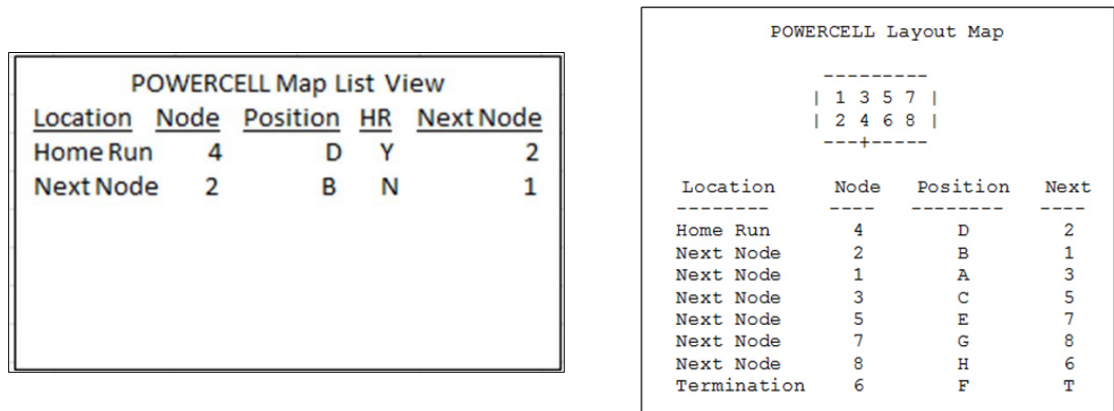 POWERCELL Map List View
Location Node Position HR Next Node
Home Run 4 D Y 2
Next Node 2 B N 1
POWERCELL Layout Map
---------
| 1 3 5 7 |
| 2 4 6 8 |
---+-----
Location Node Position Next
-------- ---- -------- ----
Home Run 4 D 2
Next Node 2 B 1
Next Node 1 A 3
Next Node 3 C 5
Next Node 5 E 7
Next Node 7 G 8
Next Node 8 H 6
Termination 6 F T